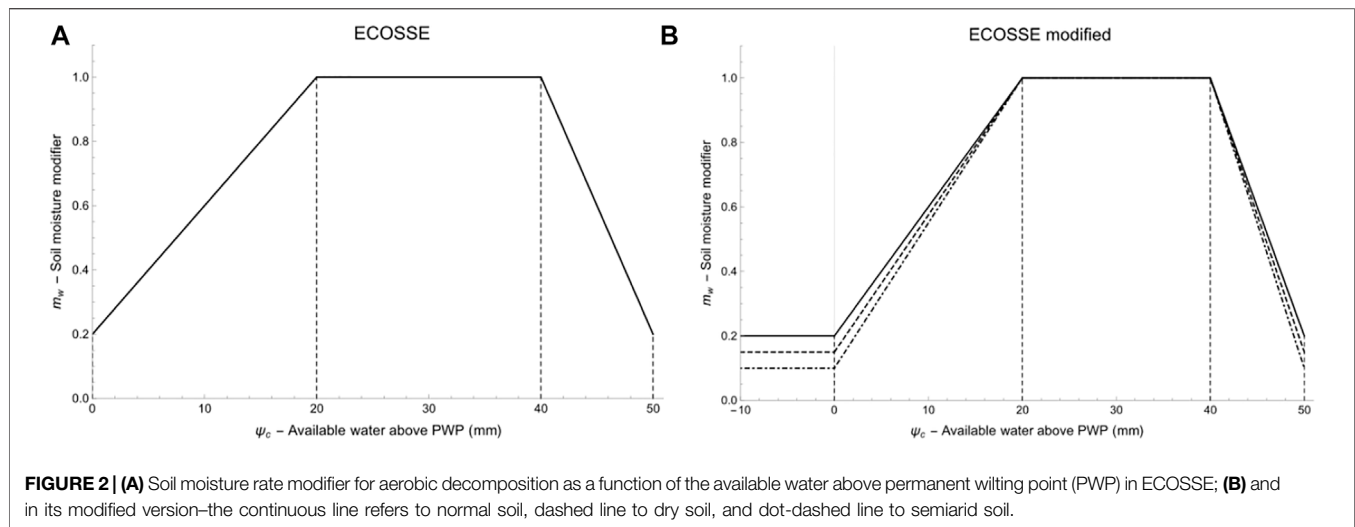 A
ECOSSE
1.0
0.8
0.6
0.4
0.2
0.0
m_w – Soil moisture modifier
0
10
20
30
40
50
ψ_c – Available water above PWP (mm)
B
ECOSSE modified
1.0
0.8
0.6
0.4
0.2
0.0
m_w – Soil moisture modifier
−10
0
10
20
30
40
50
ψ_c – Available water above PWP (mm)
FIGURE 2 | (A) Soil moisture rate modifier for aerobic decomposition as a function of the available water above permanent wilting point (PWP) in ECOSSE; (B) and
in its modified version–the continuous line refers to normal soil, dashed line to dry soil, and dot-dashed line to semiarid soil.